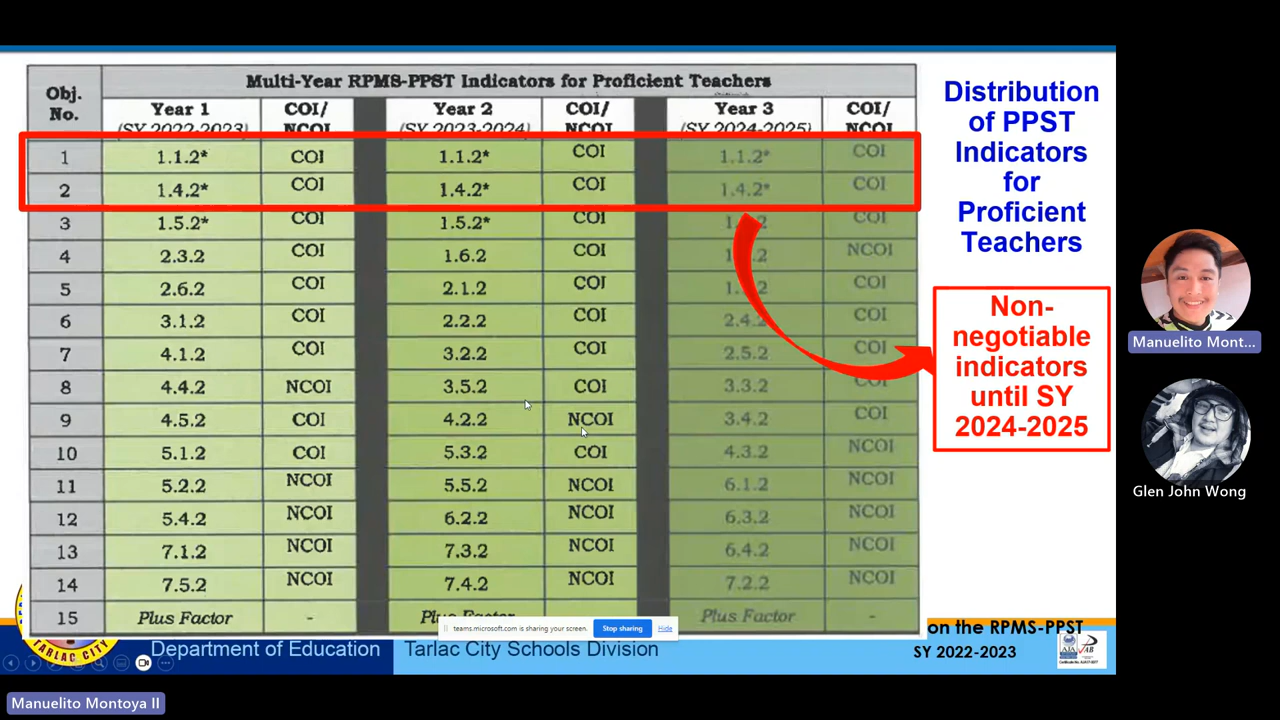 Multi-Year RPMS-PPST Indicators for Proficient Teachers
Obj. No. Year 1 (SY 2022-2023) COI/ NCOI Year 2 (SY 2023-2024) COI/ NCOI Year 3 (SY 2024-2025) COI/ NCOI
1 1.1.2* COI 1.1.2* COI 1.1.2* COI
2 1.4.2* COI 1.4.2* COI 1.4.2* COI
3 1.5.2* COI 1.5.2* COI COI
4 2.3.2 COI 1.6.2 COI NCOI
5 2.6.2 COI 2.1.2 COI COI
6 3.1.2 COI 2.2.2 COI 2.4.2 COI
7 4.1.2 COI 3.2.2 COI 2.5.2 COI
8 4.4.2 NCOI 3.5.2 COI 3.3.2 COI
9 4.5.2 COI 4.2.2 NCOI 3.4.2 COI
10 5.1.2 COI 5.3.2 COI 4.3.2 NCOI
11 5.2.2 NCOI 5.5.2 NCOI 6.1.2 NCOI
12 5.4.2 NCOI 6.2.2 NCOI 6.3.2 NCOI
13 7.1.2 NCOI 7.3.2 NCOI 6.4.2 NCOI
14 7.5.2 NCOI 7.4.2 NCOI 7.2.2 NCOI
15 Plus Factor - Plus Factor Plus Factor -
Distribution
of PPST
Indicators
for
Proficient
Teachers
Non-
negotiable
indicators
until SY
2024-2025
Manuelito Mont...
Glen John Wong
teams.microsoft.com is sharing your screen. Stop sharing Hide
TARLAC CITY
Department of Education Tarlac City Schools Division
on the RPMS-PPST
SY 2022-2023
Manuelito Montoya II